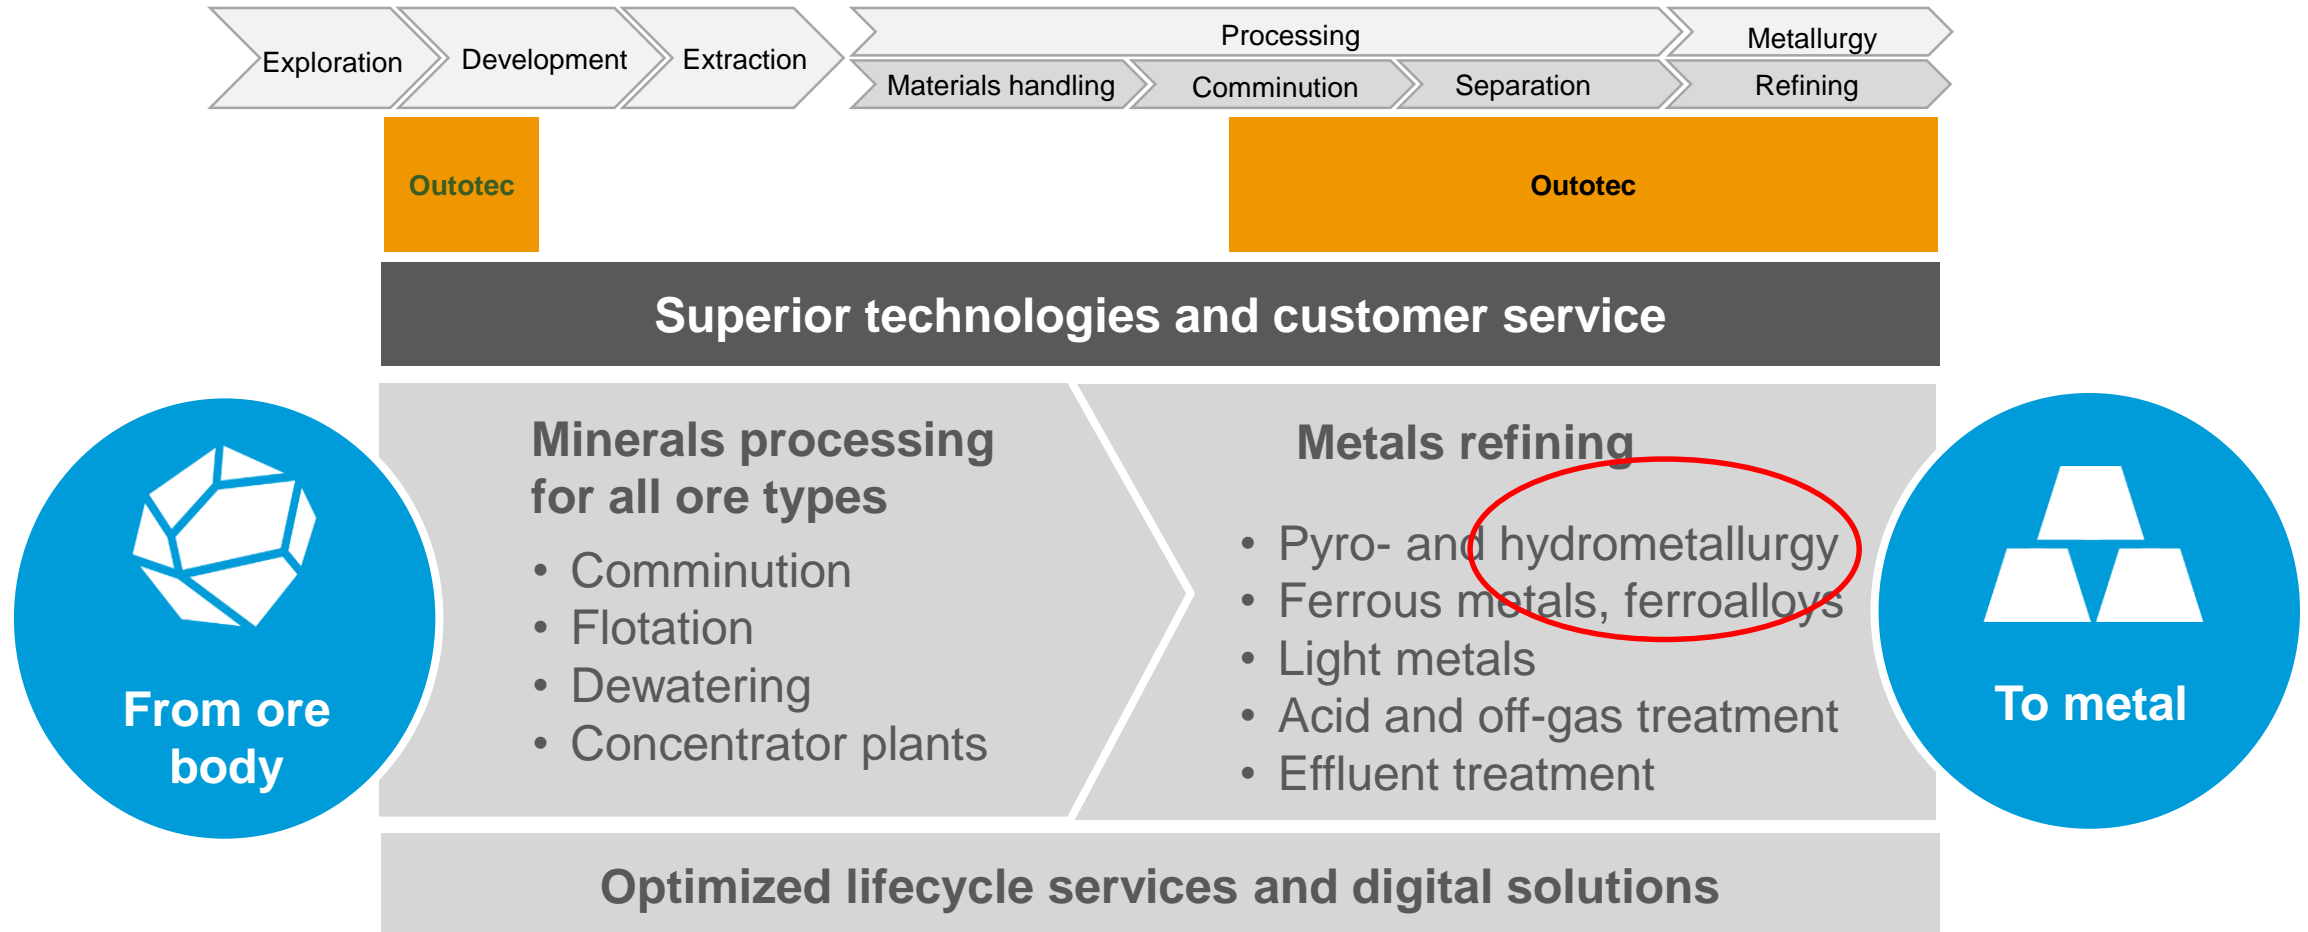 Exploration
Development
Extraction
Processing
Metallurgy
Materials handling
Comminution
Separation
Refining
Outotec
Outotec
Superior technologies and customer service
From ore
body
Minerals processing
for all ore types
• Comminution
• Flotation
• Dewatering
• Concentrator plants
Metals refining
• Pyro- and hydrometallurgy
• Ferrous metals, ferroalloys
• Light metals
• Acid and off-gas treatment
• Effluent treatment
To metal
Optimized lifecycle services and digital solutions